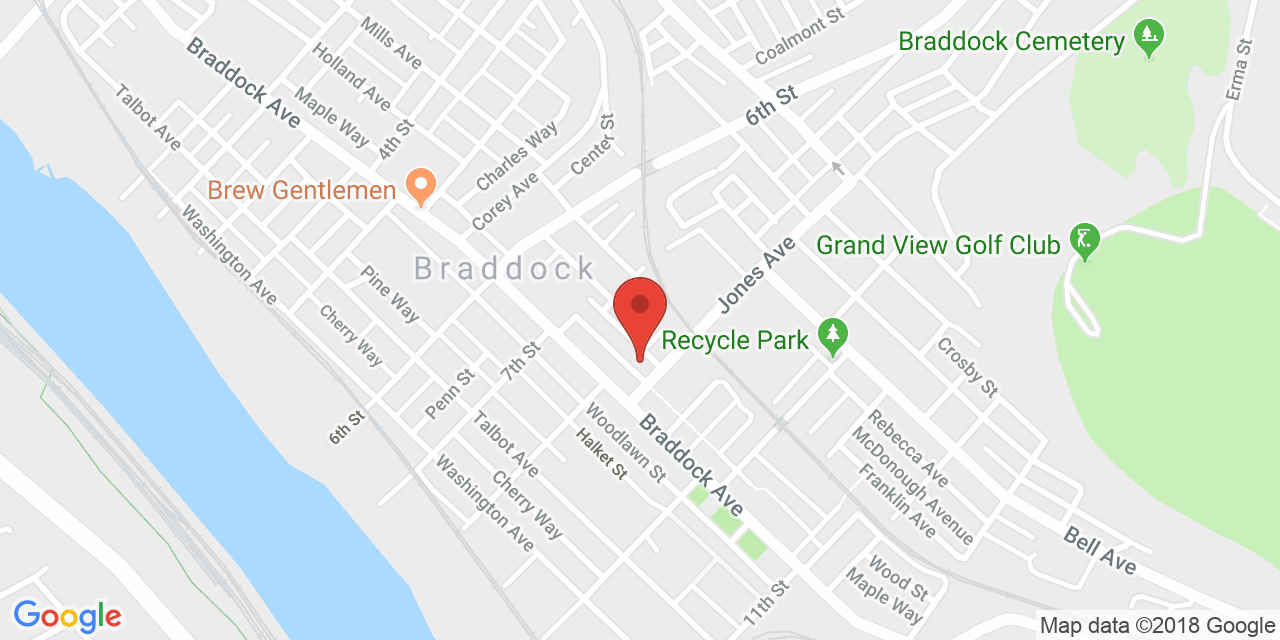 Coalmont St
Braddock Cemetery
Mills Ave
Braddock Ave
Holland Ave
Erma St
Talbot Ave
Maple Way
6th St
4th St
Charles Way
Center St
Brew Gentlemen
Corey Ave
Washington Ave
Grand View Golf Club
Braddock
Jones Ave
Pine Way
Cherry Way
Recycle Park
7th St
Crosby St
Penn St
6th St
Talbot Ave
Woodlawn St
Braddock Ave
Halket St
Rebecca Ave
McDonough Avenue
Franklin Ave
Washington Ave
Cherry Way
Bell Ave
Wood St
Maple Way
11th St
Google
Map data ©2018 Google